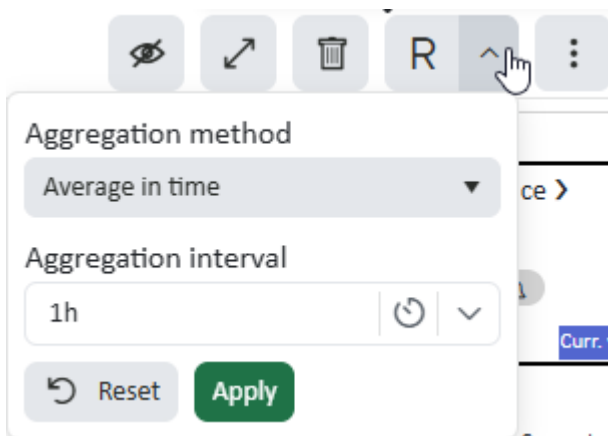 R
Aggregation method
Average in time
ce
Aggregation interval
1h
Curr.
Reset
Apply